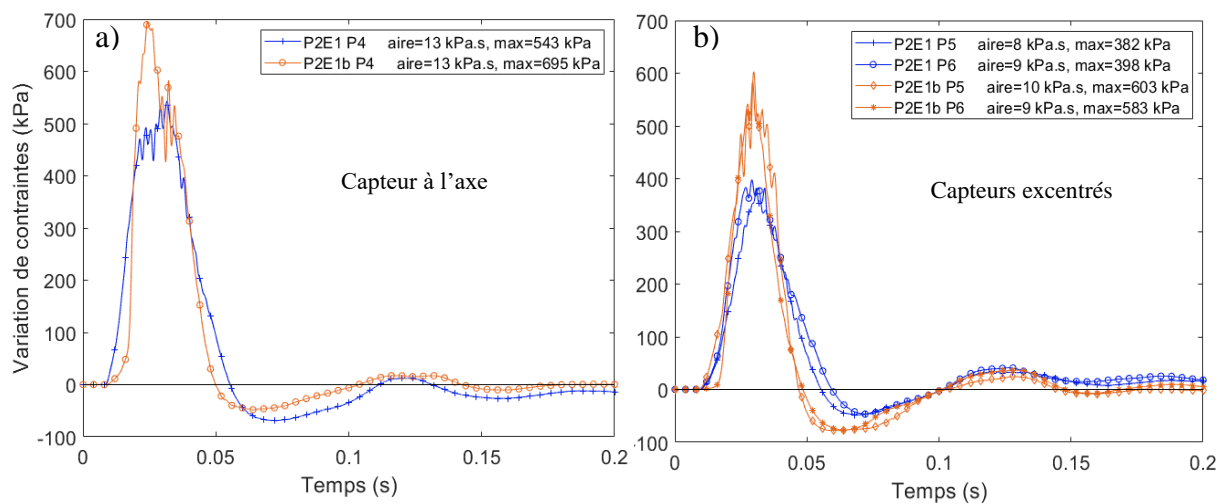 a)
700
600
500
400
300
200
100
0
-100
Variation de contraintes (kPa)
P2E1 P4 aire=13 kPa.s, max=543 kPa
P2E1b P4 aire=13 kPa.s, max=695 kPa
Capteur à l’axe
0 0.05 0.1 0.15 0.2
Temps (s)
b)
700
600
500
400
300
200
100
0
-100
P2E1 P5 aire=8 kPa.s, max=382 kPa
P2E1 P6 aire=9 kPa.s, max=398 kPa
P2E1b P5 aire=10 kPa.s, max=603 kPa
P2E1b P6 aire=9 kPa.s, max=583 kPa
Capteurs excentrés
0 0.05 0.1 0.15 0.2
Temps (s)